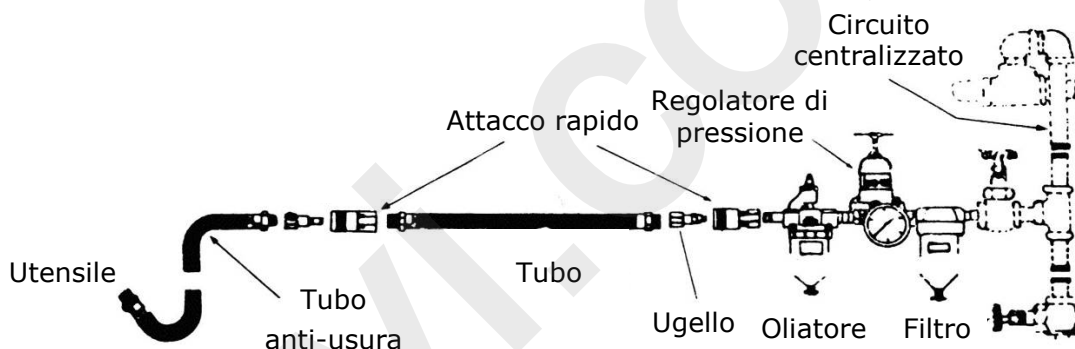 Circuito
centralizzato
Regolatore di
pressione
Attacco rapido
Utensile
Tubo
anti-usura
Tubo
Ugello
Oliatore
Filtro